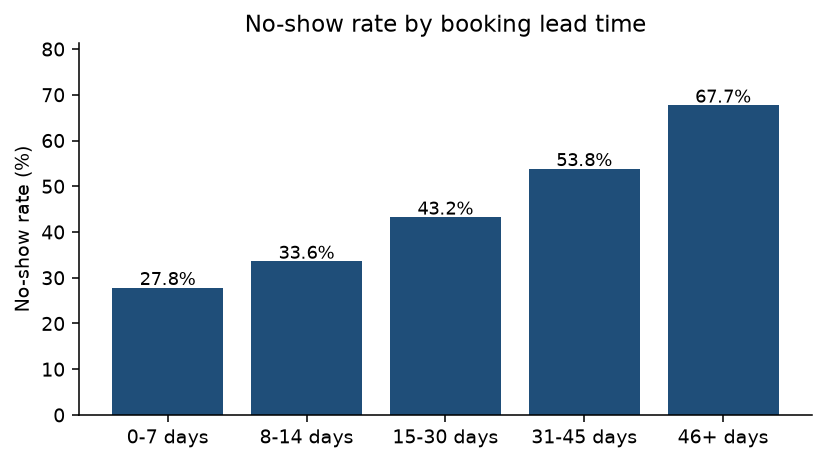 No-show rate by booking lead time
No-show rate (%)
80
70
60
50
40
30
20
10
0
27.8%
33.6%
43.2%
53.8%
67.7%
0-7 days
8-14 days
15-30 days
31-45 days
46+ days